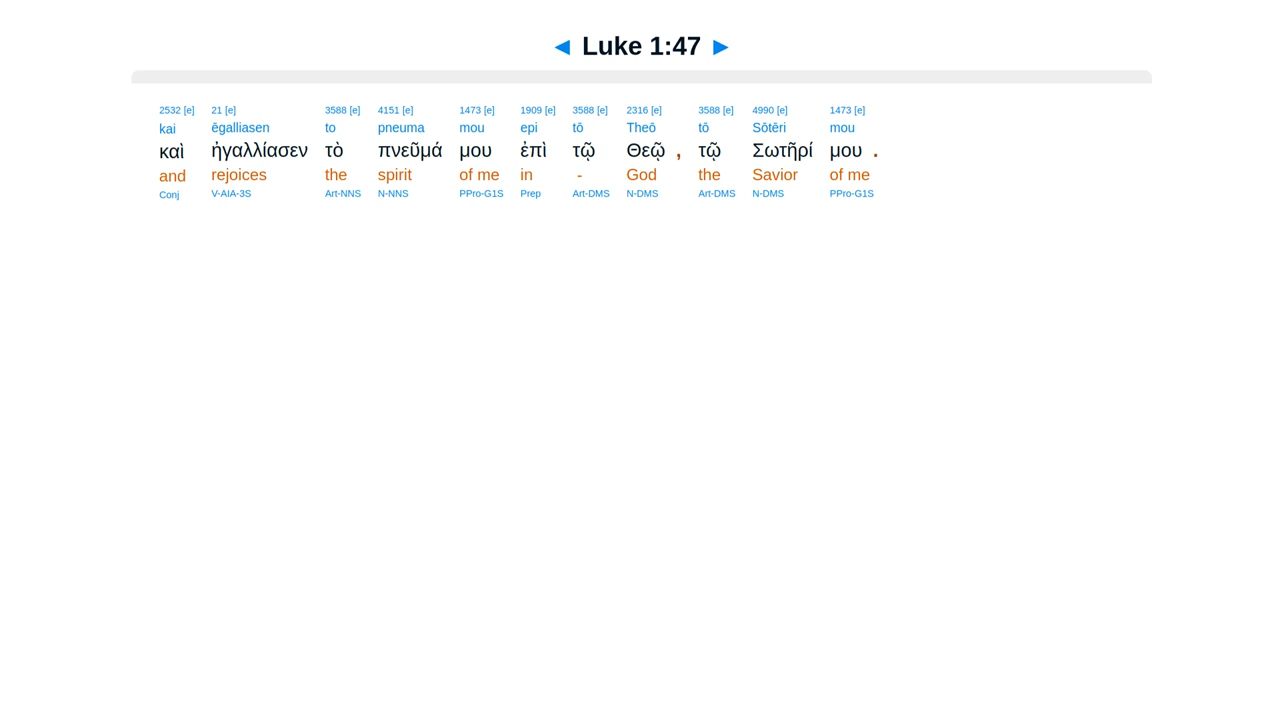 ◄ Luke 1:47 ►
2532 [e] 21 [e] 3588 [e] 4151 [e] 1473 [e] 1909 [e] 3588 [e] 2316 [e] 3588 [e] 4990 [e] 1473 [e]
kai ēgalliasen to pneuma mou epi tō Theō tō Sōtēri mou
καὶ ἠγαλλίασεν τὸ πνεῦμά μου ἐπὶ τῷ Θεῷ , τῷ Σωτῆρί μου .
and rejoices the spirit of me in - God the Savior of me
Conj V-AIA-3S Art-NNS N-NNS PPro-G1S Prep Art-DMS N-DMS Art-DMS N-DMS PPro-G1S